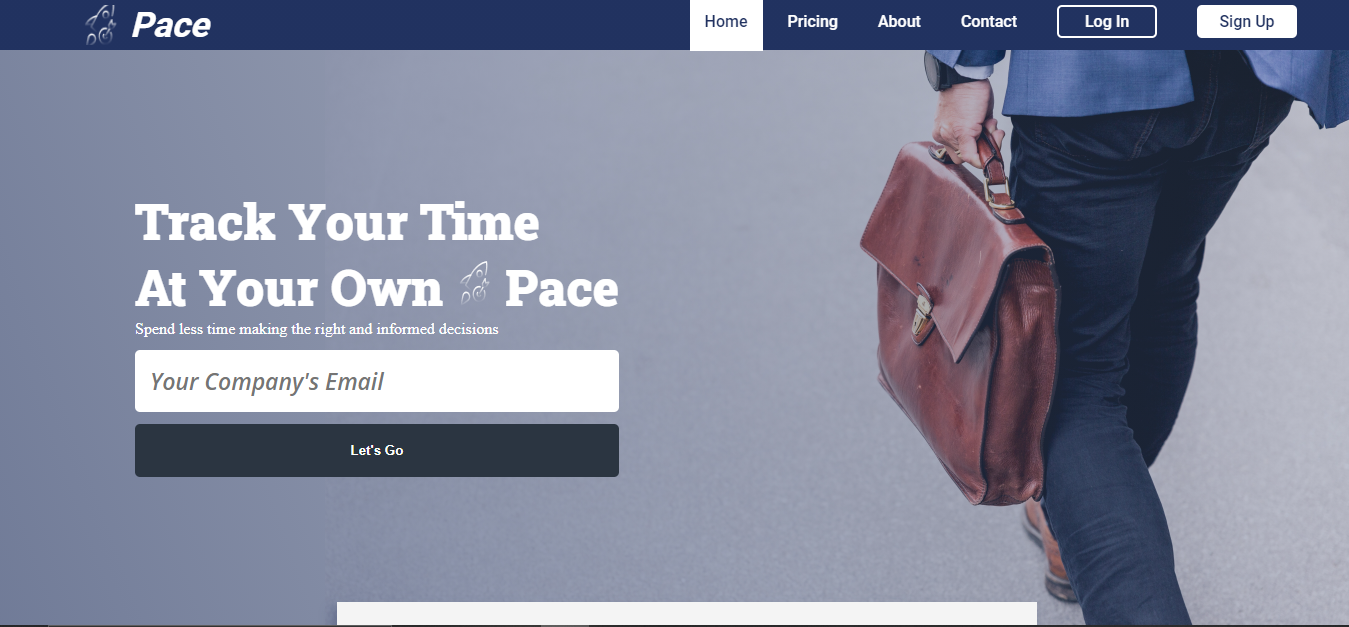 Pace
Home
Pricing
About
Contact
Log In
Sign Up
Track Your Time
At Your Own Pace
Spend less time making the right and informed decisions
Your Company's Email
Let's Go